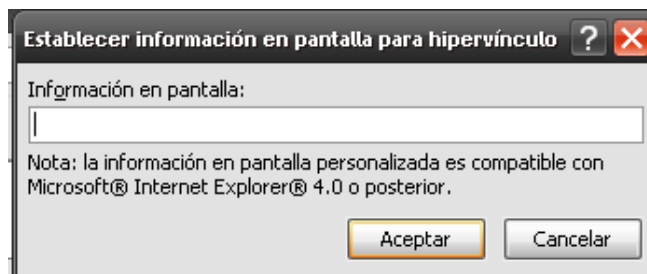 Establecer información en pantalla para hipervínculo ?
Información en pantalla:
Nota: la información en pantalla personalizada es compatible con
Microsoft® Internet Explorer® 4.0 o posterior.
Aceptar Cancelar